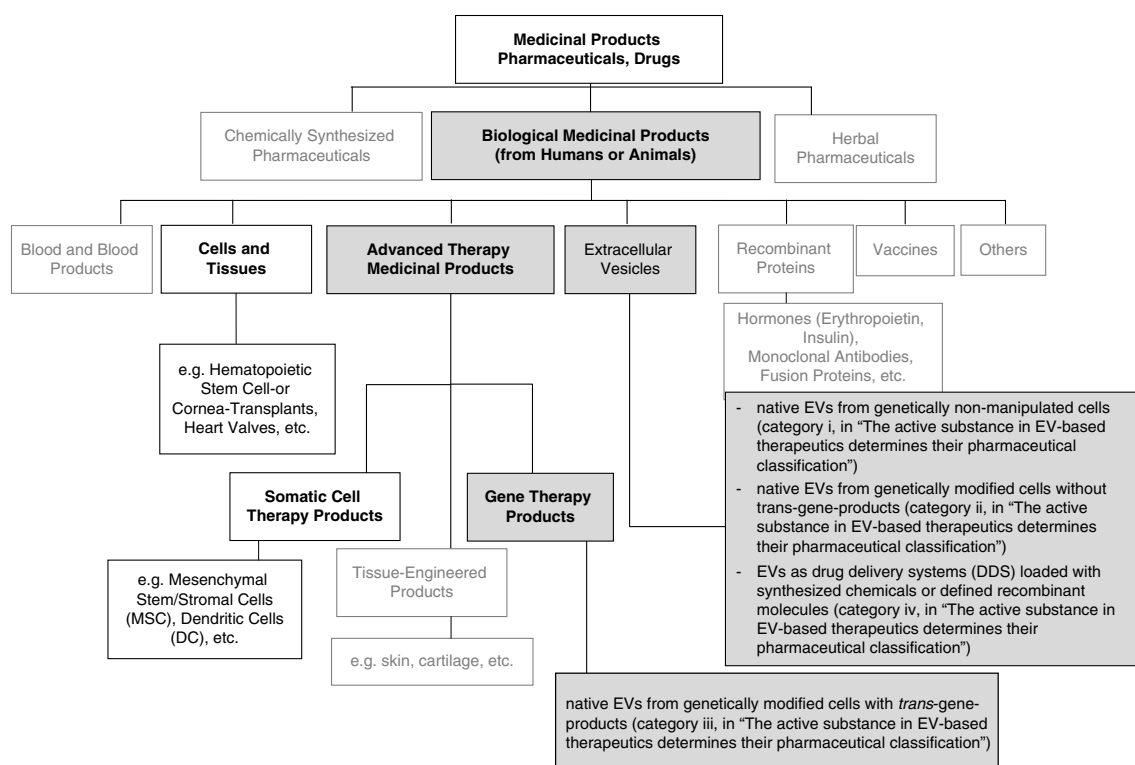 Medicinal Products
Pharmaceuticals, Drugs
Chemically Synthesized
Pharmaceuticals
Biological Medicinal Products
(from Humans or Animals)
Herbal
Pharmaceuticals
Blood and Blood
Products
Cells and
Tissues
Advanced Therapy
Medicinal Products
Extracellular
Vesicles
Recombinant
Proteins
Vaccines
Others
Hormones (Erythropoietin,
Insulin),
Monoclonal Antibodies,
Fusion Proteins, etc.
e.g. Hematopoietic
Stem Cell-or
Cornea-Transplants,
Heart Valves, etc.
- native EVs from genetically non-manipulated cells
(category i, in “The active substance in EV-based
therapeutics determines their pharmaceutical
classification”)
- native EVs from genetically modified cells without
trans-gene-products (category ii, in “The active
substance in EV-based therapeutics determines
their pharmaceutical classification”)
- EVs as drug delivery systems (DDS) loaded with
synthesized chemicals or defined recombinant
molecules (category iv, in “The active substance in
EV-based therapeutics determines their
pharmaceutical classification”)
Somatic Cell
Therapy Products
Gene Therapy
Products
Tissue-Engineered
Products
e.g. Mesenchymal
Stem/Stromal Cells
(MSC), Dendritic Cells
(DC), etc.
e.g. skin, cartilage, etc.
native EVs from genetically modified cells with trans-gene-
products (category iii, in “The active substance in EV-based
therapeutics determines their pharmaceutical classification”)